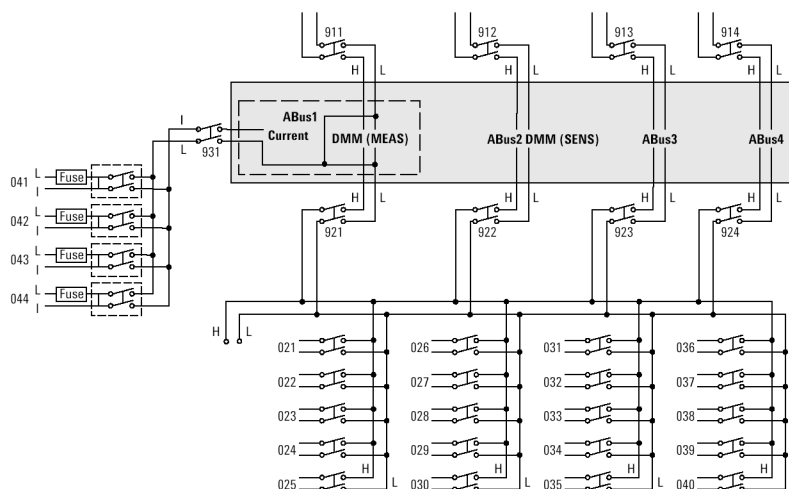 911 912 913 914
H L H L H L H L
ABus1
Current DMM (MEAS) ABus2 DMM (SENS) ABus3 ABus4
I
L 931
041 L Fuse
I
042 L Fuse
I
043 L Fuse
I
044 L Fuse
I
H L H L H L H L
921 922 923 924
H L
021 026 031 036
022 027 032 037
023 028 033 038
024 029 034 039
H H H H
025 L 030 L 035 L 040